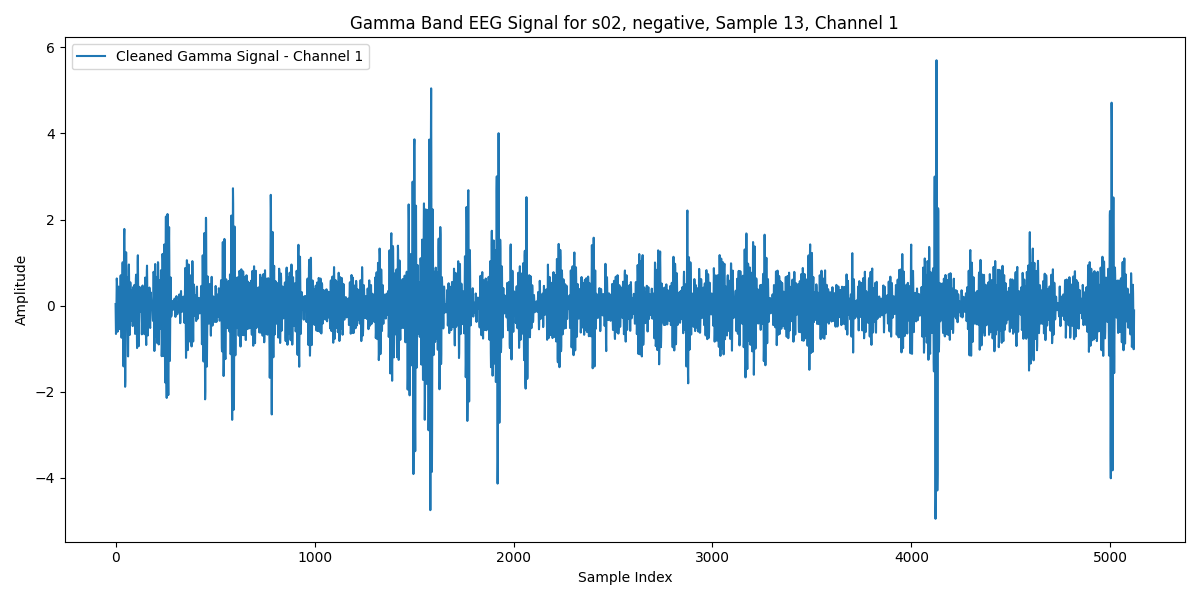 Gamma Band EEG Signal for s02, negative, Sample 13, Channel 1
Cleaned Gamma Signal - Channel 1
6
4
2
0
−2
−4
Amplitude
0 1000 2000 3000 4000 5000
Sample Index